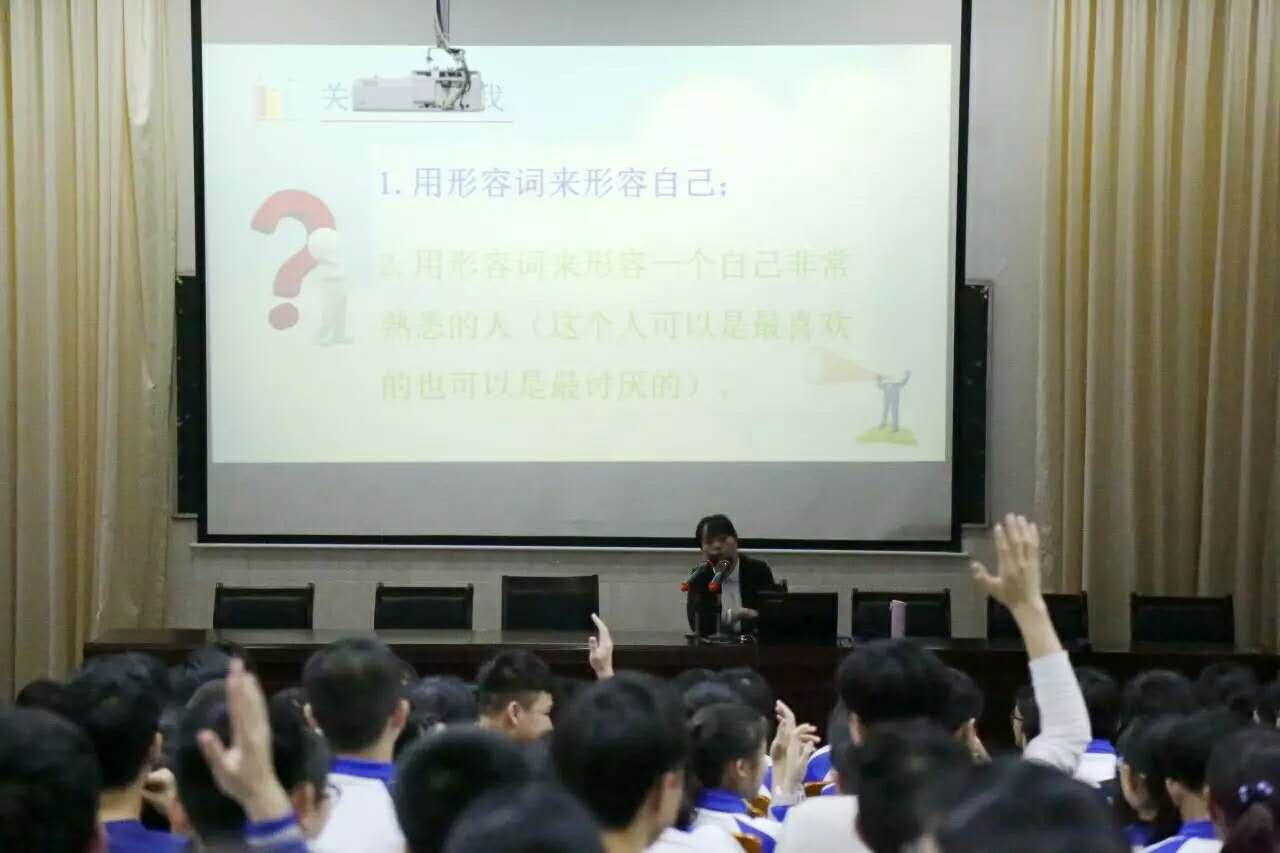 关 我
1. 用形容词来形容自己；
2. 用形容词来形容一个自己非常
熟悉的人（这个人可以是最喜欢
的也可以是最讨厌的）.